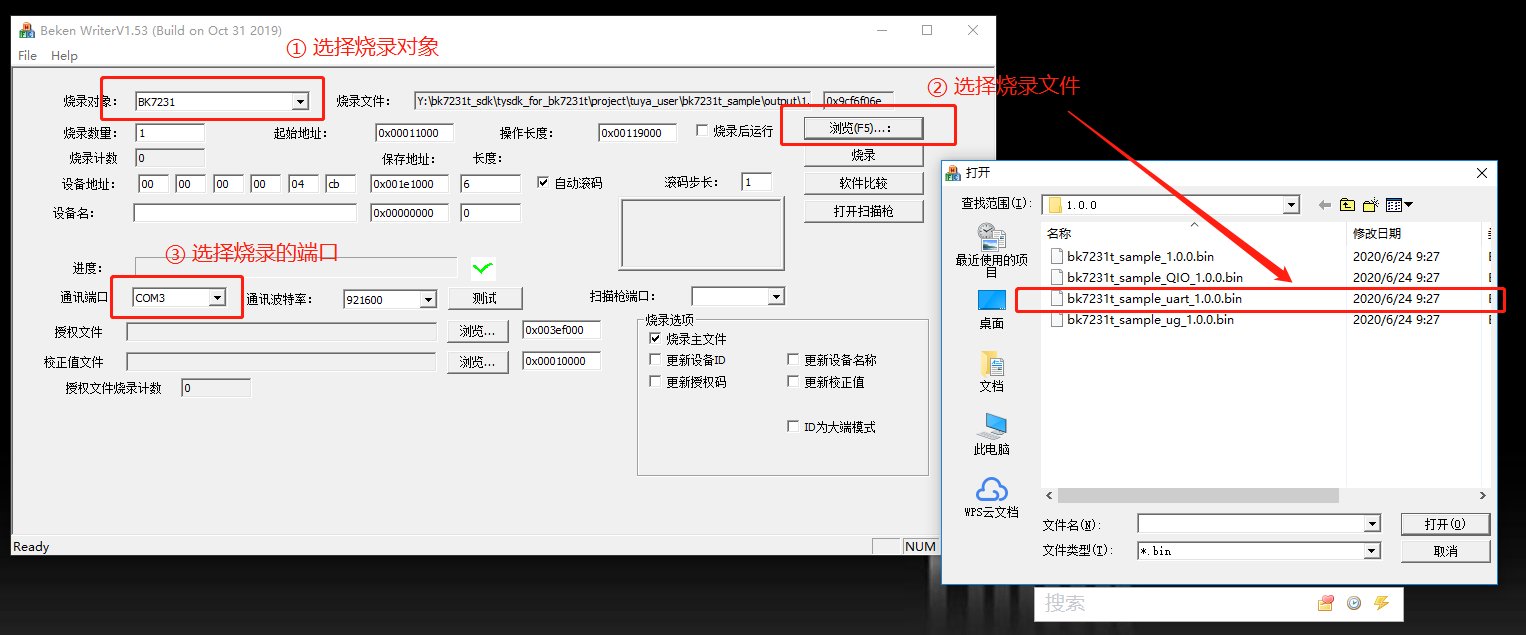 Beken WriterV1.53 (Build on Oct 31 2019)
File Help
① 选择烧录对象
烧录对象: BK7231 烧录文件: Y:\bk7231t_sdk\tysdk_for_bk7231t\project\tuya_user\bk7231t_sample\output\1. 0x9cf6f06e
② 选择烧录文件
烧录数量: 1 起始地址: 0x00011000 操作长度: 0x00119000 烧录后运行 浏览(F5)...:
烧录计数 0 保存地址: 长度: 烧录
设备地址: 00 00 00 00 04 cb 0x001e1000 6 自动滚码 滚码步长: 1 软件比较
设备名: 0x00000000 0 打开扫描枪
③ 选择烧录的端口
进度:
通讯端口 COM3 通讯波特率: 921600 测试 扫描枪端口:
授权文件 浏览... 0x003ef000
校正值文件 浏览... 0x00010000
授权文件烧录计数 0
烧录选项
烧录主文件
更新设备ID 更新设备名称
更新授权码 更新校正值
ID为大端模式
Ready NUM
打开
查找范围(I): 1.0.0
名称 修改日期
bk7231t_sample_1.0.0.bin 2020/6/24 9:27
bk7231t_sample_QIO_1.0.0.bin 2020/6/24 9:27
bk7231t_sample_uart_1.0.0.bin 2020/6/24 9:27
bk7231t_sample_ug_1.0.0.bin 2020/6/24 9:27
最近使用的项
目
桌面
文档
此电脑
WPS云文档
文件名(N): 打开(O)
文件类型(T): *.bin 取消
搜索